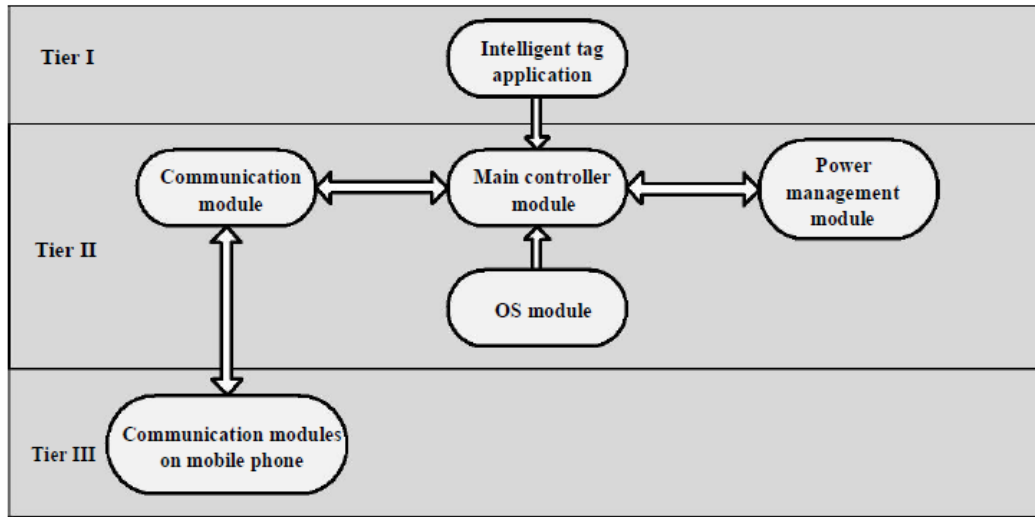 Tier I
Intelligent tag
application
Communication
module
Main controller
module
Power
management
module
Tier II
OS module
Tier III
Communication modules
on mobile phone